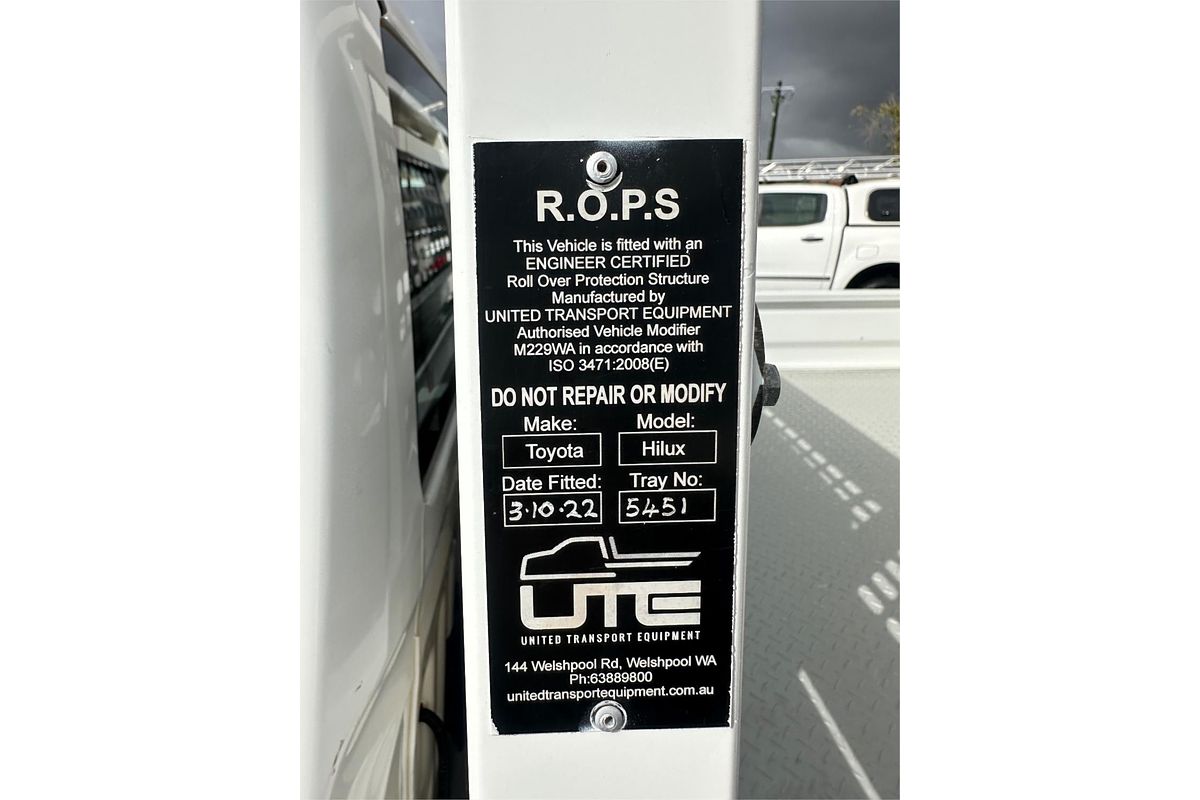 R.O.P.S
This Vehicle is fitted with an
ENGINEER CERTIFIED
Roll Over Protection Structure
Manufactured by
UNITED TRANSPORT EQUIPMENT
Authorised Vehicle Modifier
M229WA in accordance with
ISO 3471:2008(E)
DO NOT REPAIR OR MODIFY
Make: Model:
Toyota Hilux
Date Fitted: Tray No:
3·10·22 5451
UTE
UNITED TRANSPORT EQUIPMENT
144 Welshpool Rd, Welshpool WA
Ph:63889800
unitedtransportequipment.com.au